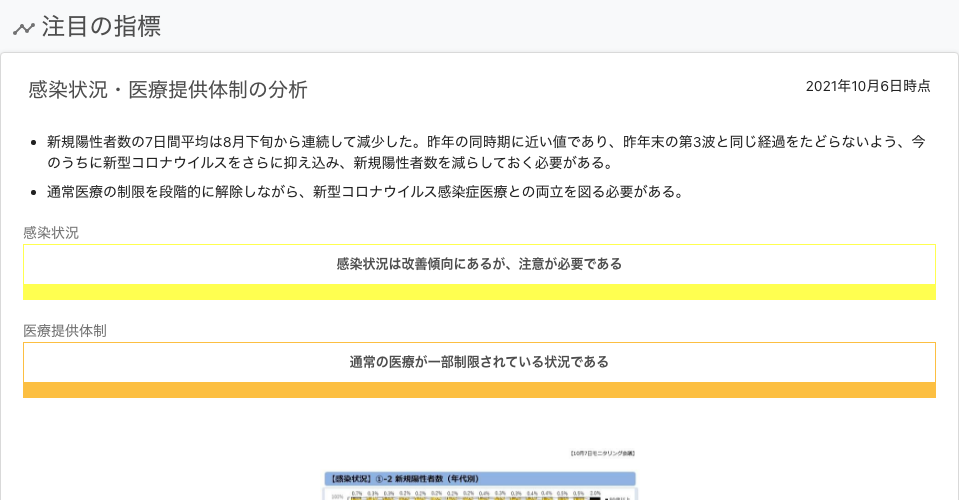 注目の指標
感染状況・医療提供体制の分析
2021年10月6日時点
新規陽性者数の7日間平均は8月下旬から連続して減少した。昨年の同時期に近い値であり、昨年末の第3波と同じ経過をたどらないよう、今
のうちに新型コロナウイルスをさらに抑え込み、新規陽性者数を減らしておく必要がある。
通常医療の制限を段階的に解除しながら、新型コロナウイルス感染症医療との両立を図る必要がある。
感染状況
感染状況は改善傾向にあるが、注意が必要である
医療提供体制
通常の医療が一部制限されている状況である
【10月7日モニタリング会議】
【感染状況】①-2 新規陽性者数（年代別）
100%